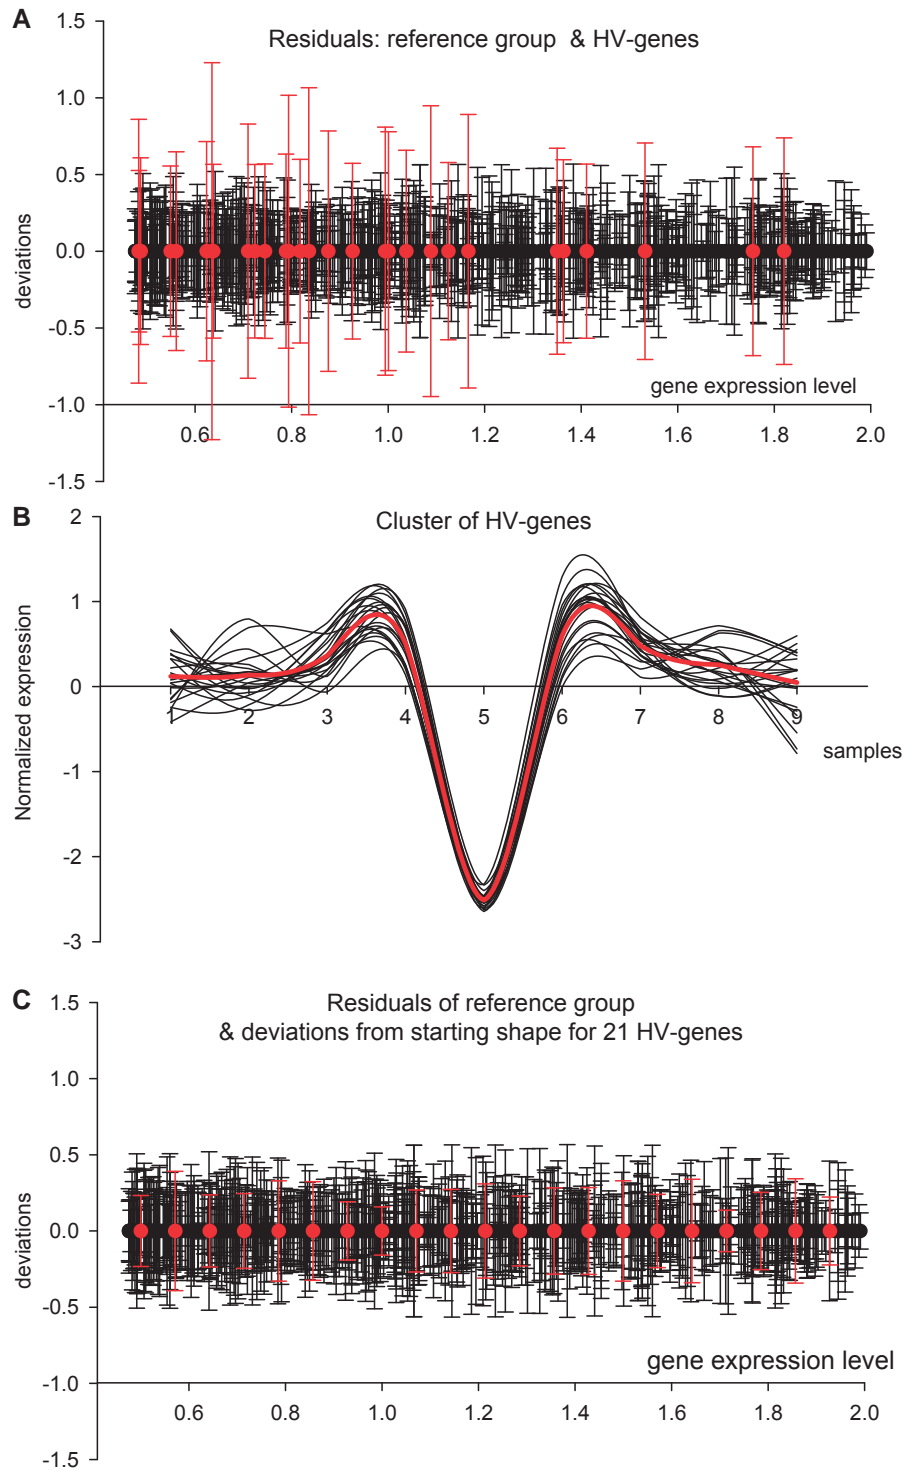 A
Residuals: reference group & HV-genes
1.5
1.0
0.5
0.0
-0.5
-1.0
-1.5
deviations
gene expression level
0.6 0.8 1.0 1.2 1.4 1.6 1.8 2.0
B
Cluster of HV-genes
2
1
0
-1
-2
-3
Normalized expression
2 3 4 5 6 7 8 9
samples
C
Residuals of reference group
& deviations from starting shape for 21 HV-genes
1.5
1.0
0.5
0.0
-0.5
-1.0
-1.5
deviations
gene expression level
0.6 0.8 1.0 1.2 1.4 1.6 1.8 2.0